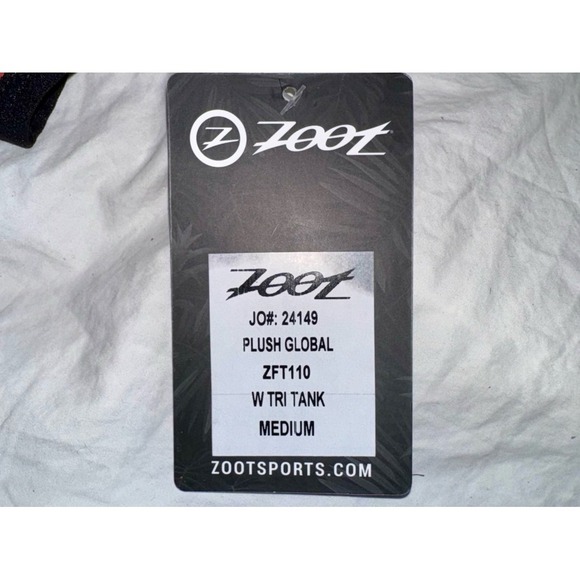 Z ZOOT
ZOOT
JO#: 24149
PLUSH GLOBAL
ZFT110
W TRI TANK
MEDIUM
ZOOTSPORTS.COM